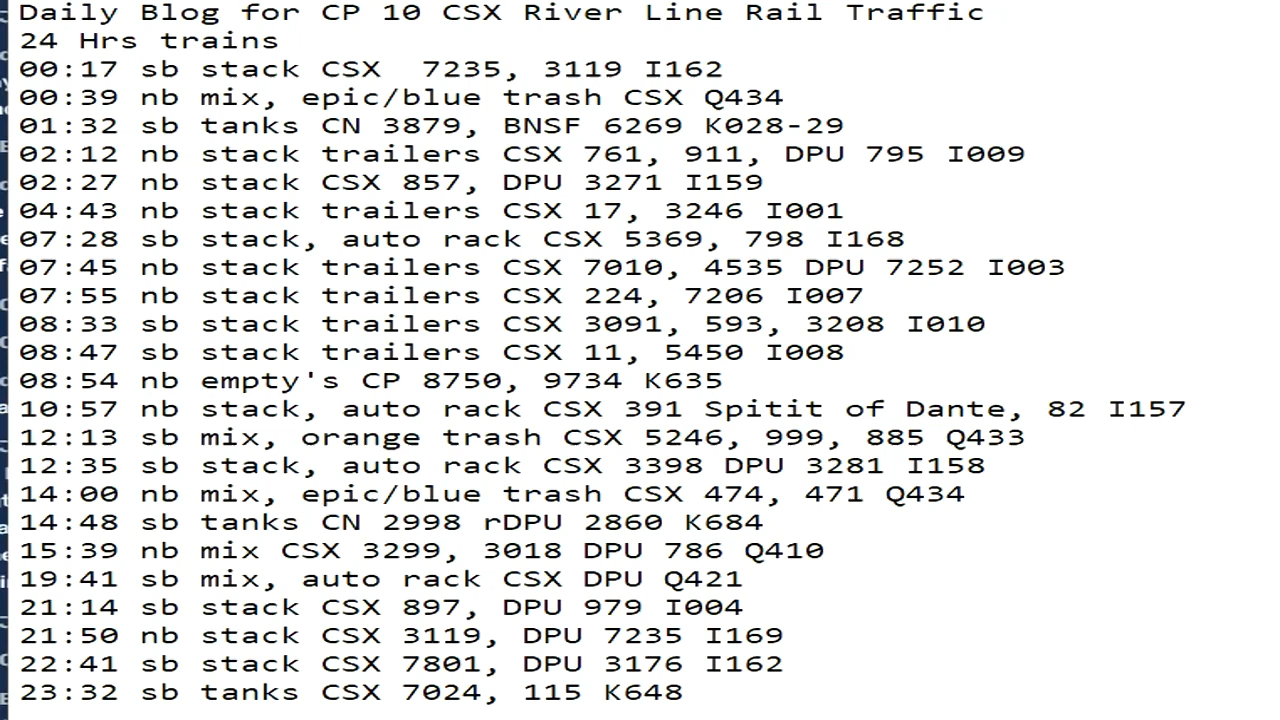 Daily Blog for CP 10 CSX River Line Rail Traffic
24 Hrs trains
00:17 sb stack CSX  7235, 3119 I162
00:39 nb mix, epic/blue trash CSX Q434
01:32 sb tanks CN 3879, BNSF 6269 K028-29
02:12 nb stack trailers CSX 761, 911, DPU 795 I009
02:27 nb stack CSX 857, DPU 3271 I159
04:43 nb stack trailers CSX 17, 3246 I001
07:28 sb stack, auto rack CSX 5369, 798 I168
07:45 nb stack trailers CSX 7010, 4535 DPU 7252 I003
07:55 nb stack trailers CSX 224, 7206 I007
08:33 sb stack trailers CSX 3091, 593, 3208 I010
08:47 sb stack trailers CSX 11, 5450 I008
08:54 nb empty's CP 8750, 9734 K635
10:57 nb stack, auto rack CSX 391 Spitit of Dante, 82 I157
12:13 sb mix, orange trash CSX 5246, 999, 885 Q433
12:35 sb stack, auto rack CSX 3398 DPU 3281 I158
14:00 nb mix, epic/blue trash CSX 474, 471 Q434
14:48 sb tanks CN 2998 rDPU 2860 K684
15:39 nb mix CSX 3299, 3018 DPU 786 Q410
19:41 sb mix, auto rack CSX DPU Q421
21:14 sb stack CSX 897, DPU 979 I004
21:50 nb stack CSX 3119, DPU 7235 I169
22:41 sb stack CSX 7801, DPU 3176 I162
23:32 sb tanks CSX 7024, 115 K648